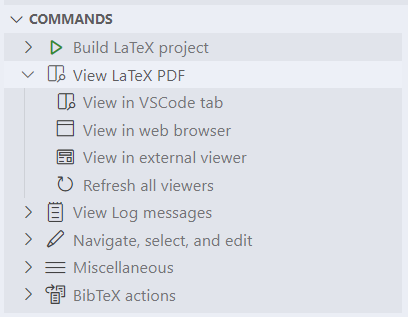 COMMANDS
Build LaTeX project
View LaTeX PDF
View in VSCode tab
View in web browser
View in external viewer
Refresh all viewers
View Log messages
Navigate, select, and edit
Miscellaneous
BibTeX actions